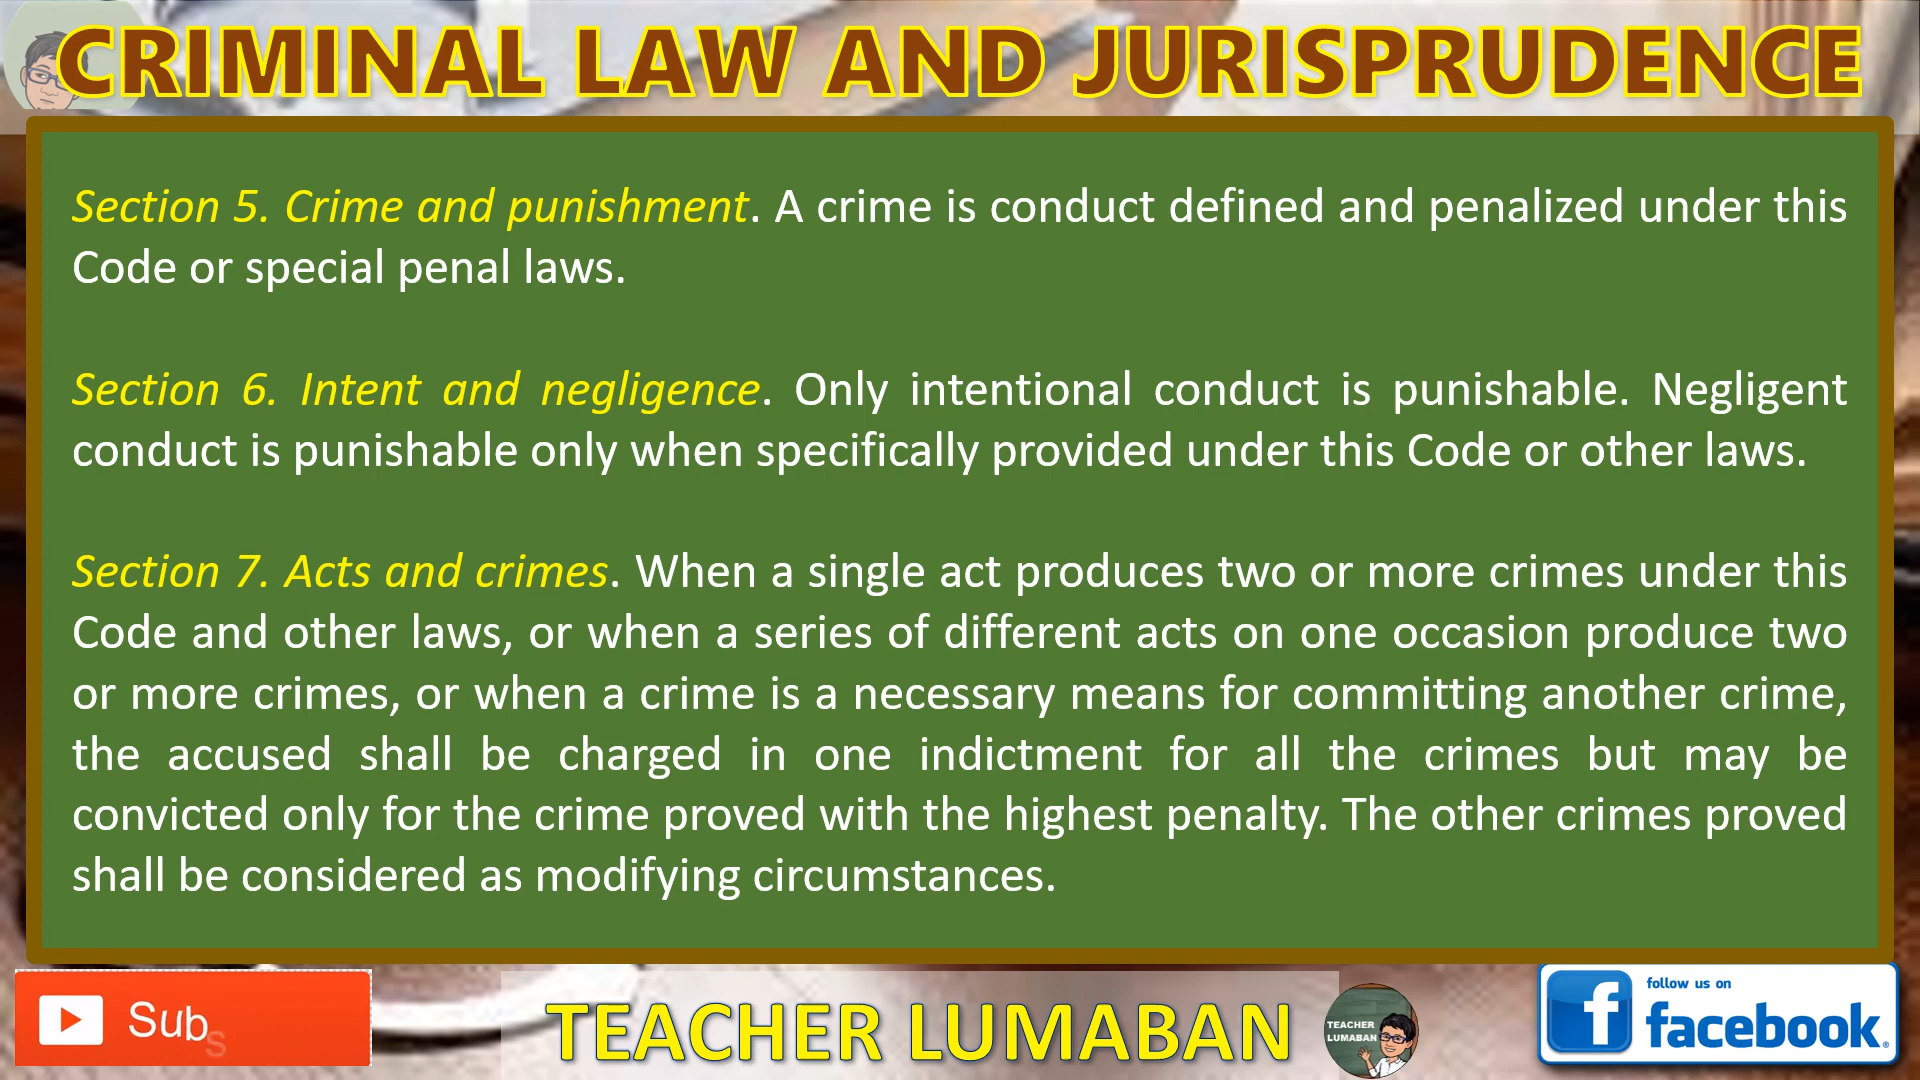 CRIMINAL LAW AND JURISPRUDENCE
Section 5. Crime and punishment. A crime is conduct defined and penalized under this
Code or special penal laws.
Section 6. Intent and negligence. Only intentional conduct is punishable. Negligent
conduct is punishable only when specifically provided under this Code or other laws.
Section 7. Acts and crimes. When a single act produces two or more crimes under this
Code and other laws, or when a series of different acts on one occasion produce two
or more crimes, or when a crime is a necessary means for committing another crime,
the accused shall be charged in one indictment for all the crimes but may be
convicted only for the crime proved with the highest penalty. The other crimes proved
shall be considered as modifying circumstances.
Subs
TEACHER LUMABAN
TEACHER
LUMABAN
follow us on
facebook